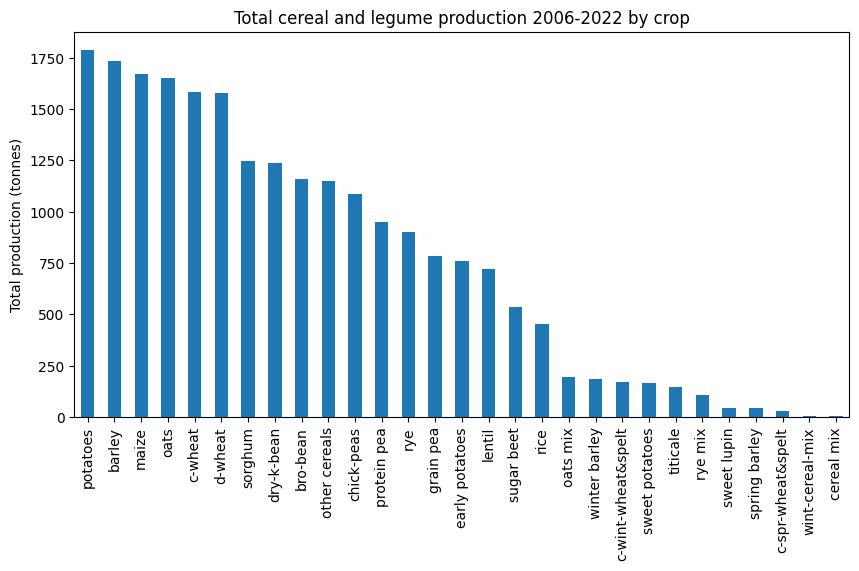 Total cereal and legume production 2006-2022 by crop
Total production (tonnes)
1750
1500
1250
1000
750
500
250
0
potatoes
barley
maize
oats
c-wheat
d-wheat
sorghum
dry-k-bean
bro-bean
other cereals
chick-peas
protein pea
rye
grain pea
early potatoes
lentil
sugar beet
rice
oats mix
winter barley
c-wint-wheat&spelt
sweet potatoes
titicale
rye mix
sweet lupin
spring barley
c-spr-wheat&spelt
wint-cereal-mix
cereal mix